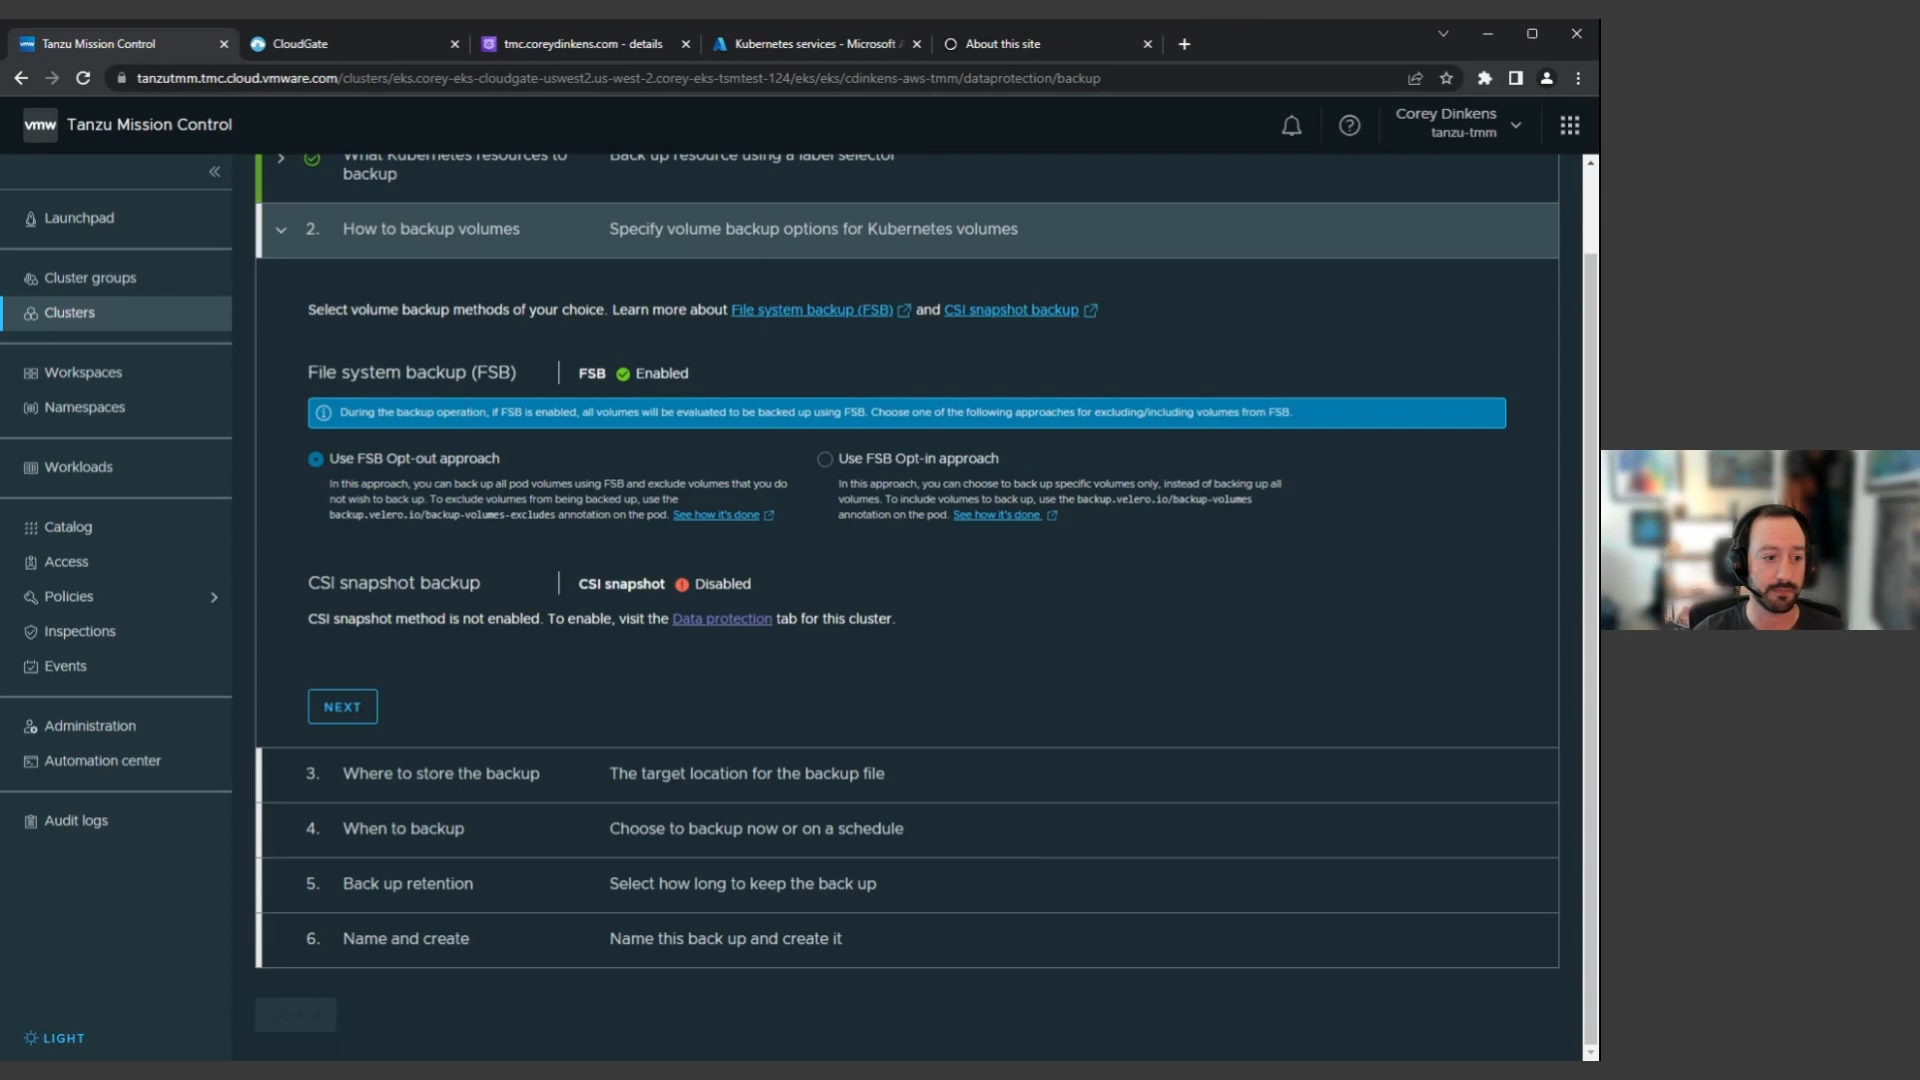 Tanzu Mission Control
CloudGate
tmc.coreydinkens.com - details
Kubernetes services - Microsoft
About this site
tanzutmm.tmc.cloud.vmware.com/clusters/eks.corey-eks-cloudgate-uswest2.us-west-2.corey-eks-tsmtest-124/eks/eks/cdinkens-aws-tmm/dataprotection/backup
vmw Tanzu Mission Control
Corey Dinkens
tanzu-tmm
Launchpad
Cluster groups
Clusters
Workspaces
Namespaces
Workloads
Catalog
Access
Policies
Inspections
Events
Administration
Automation center
Audit logs
LIGHT
What Kubernetes resources to backup
Back up resource using a label selector
2. How to backup volumes Specify volume backup options for Kubernetes volumes
Select volume backup methods of your choice. Learn more about File system backup (FSB) and CSI snapshot backup
File system backup (FSB) FSB Enabled
During the backup operation, if FSB is enabled, all volumes will be evaluated to be backed up using FSB. Choose one of the following approaches for excluding/including volumes from FSB.
Use FSB Opt-out approach
In this approach, you can back up all pod volumes using FSB and exclude volumes that you do
not wish to back up. To exclude volumes from being backed up, use the
backup.velero.io/backup-volumes-excludes annotation on the pod. See how it's done
Use FSB Opt-in approach
In this approach, you can choose to back up specific volumes only, instead of backing up all
volumes. To include volumes to back up, use the backup.velero.io/backup-volumes
annotation on the pod. See how it's done
CSI snapshot backup CSI snapshot Disabled
CSI snapshot method is not enabled. To enable, visit the Data protection tab for this cluster.
NEXT
3. Where to store the backup The target location for the backup file
4. When to backup Choose to backup now or on a schedule
5. Back up retention Select how long to keep the back up
6. Name and create Name this back up and create it